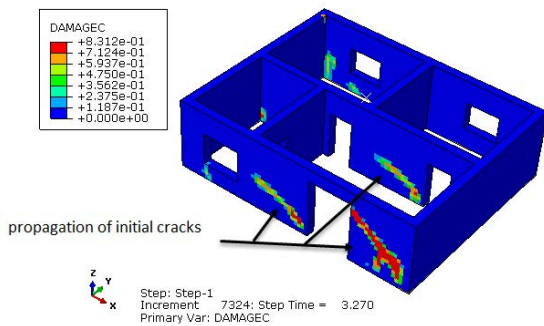 DAMAGEC
+8.312e-01
+7.124e-01
+5.937e-01
+4.750e-01
+3.562e-01
+2.375e-01
+1.187e-01
+0.000e+00
propagation of initial cracks
Z
Y
X
Step: Step-1
Increment 7324: Step Time = 3.270
Primary Var: DAMAGEC